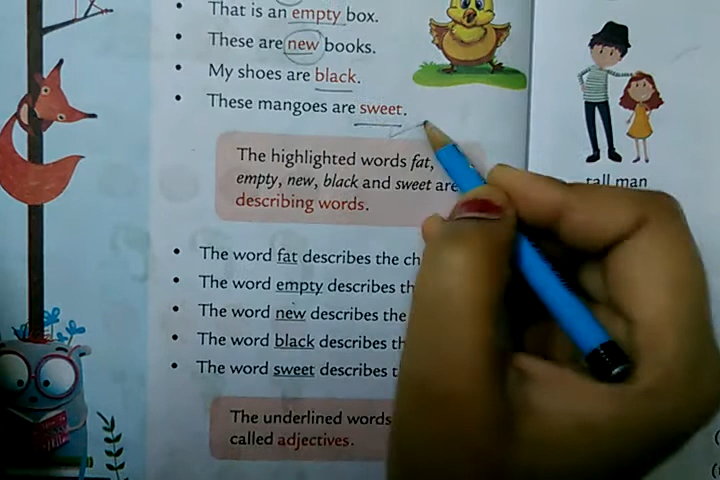 That is an empty box.
These are new books.
My shoes are black.
These mangoes are sweet.
The highlighted words fat,
empty, new, black and sweet are
describing words.
tall man
The word fat describes the
The word empty describes
The word new describes the
The word black describes
The word sweet describes
The underlined words
called adjectives.